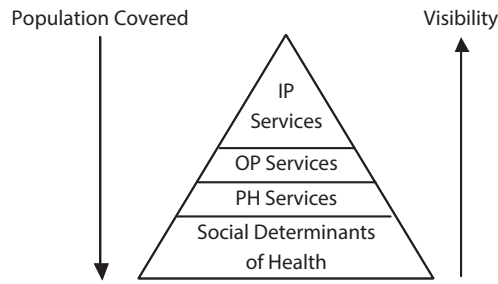 Population Covered
Visibility
IP
Services
OP Services
PH Services
Social Determinants
of Health